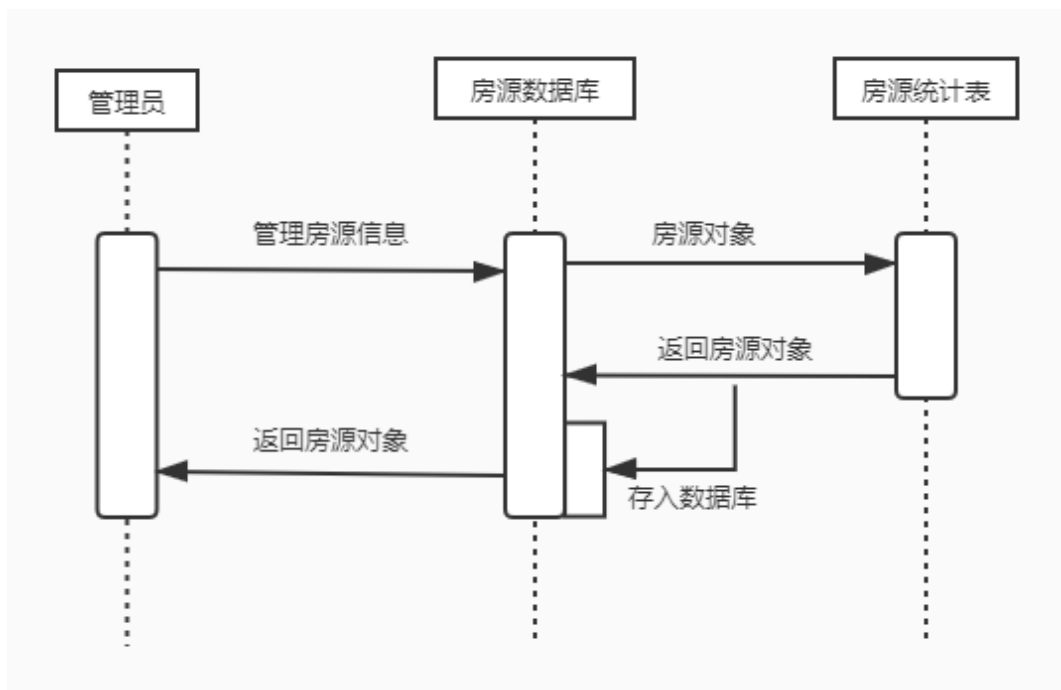 管理员
房源数据库
房源统计表
管理房源信息
房源对象
返回房源对象
返回房源对象
存入数据库